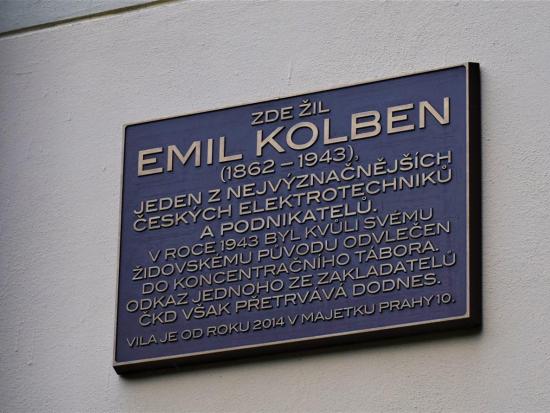 ZDE ŽIL
EMIL KOLBEN
(1862 – 1943),
JEDEN Z NEJVÝZNAČNĚJŠÍCH
ČESKÝCH ELEKTROTECHNIKŮ
A PODNIKATELŮ.
V ROCE 1943 BYL KVŮLI SVÉMU
ŽIDOVSKÉMU PŮVODU ODVLEČEN
DO KONCENTRAČNÍHO TÁBORA.
ODKAZ JEDNOHO ZE ZAKLADATELŮ
ČKD VŠAK PŘETRVÁVÁ DODNES.
VILA JE OD ROKU 2014 V MAJETKU PRAHY 10.